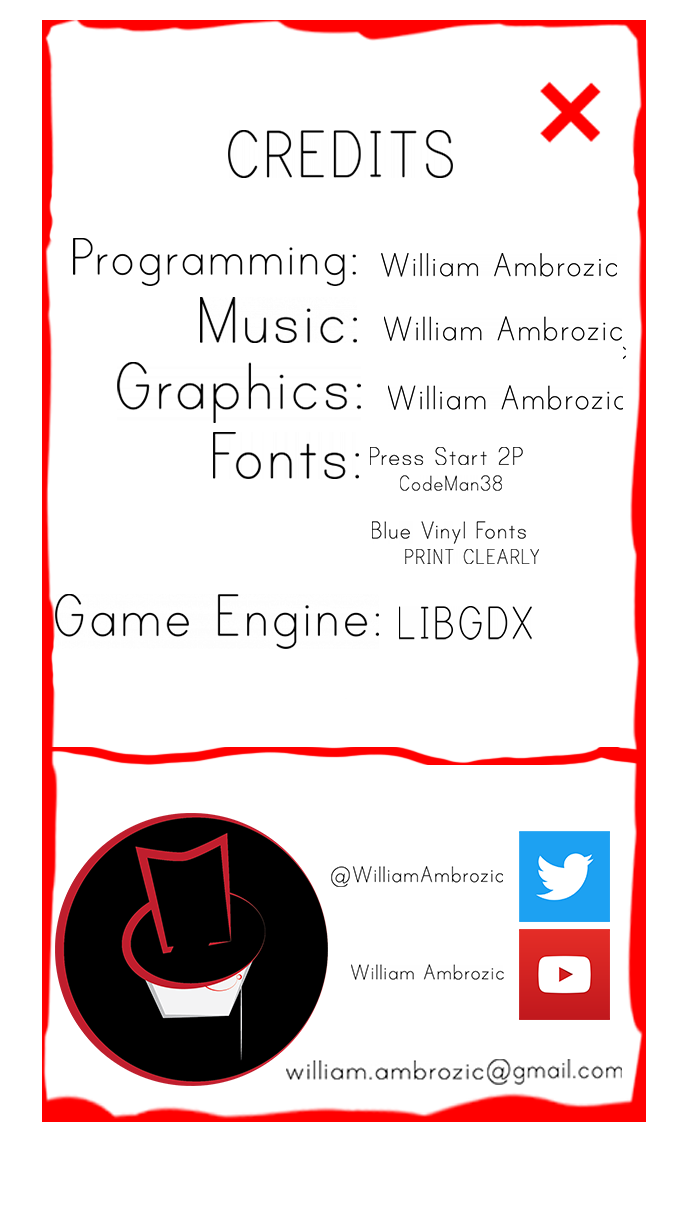 CREDITS
Programming: William Ambrozic
Music: William Ambrozic
Graphics: William Ambrozic
Fonts: Press Start 2P
CodeMan38
Blue Vinyl Fonts
PRINT CLEARLY
Game Engine: LIBGDX
@WilliamAmbrozic
William Ambrozic
william.ambrozic@gmail.com